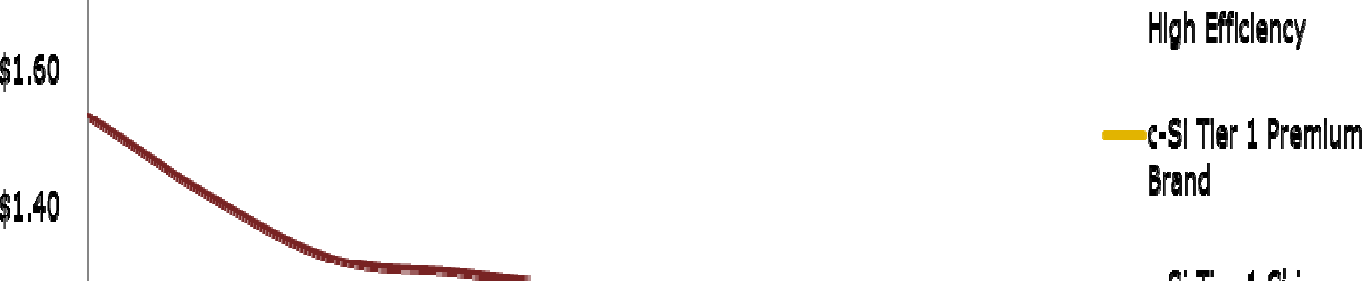 High Efficiency
$1.60
c-Si Tier 1 Premium
Brand
$1.40